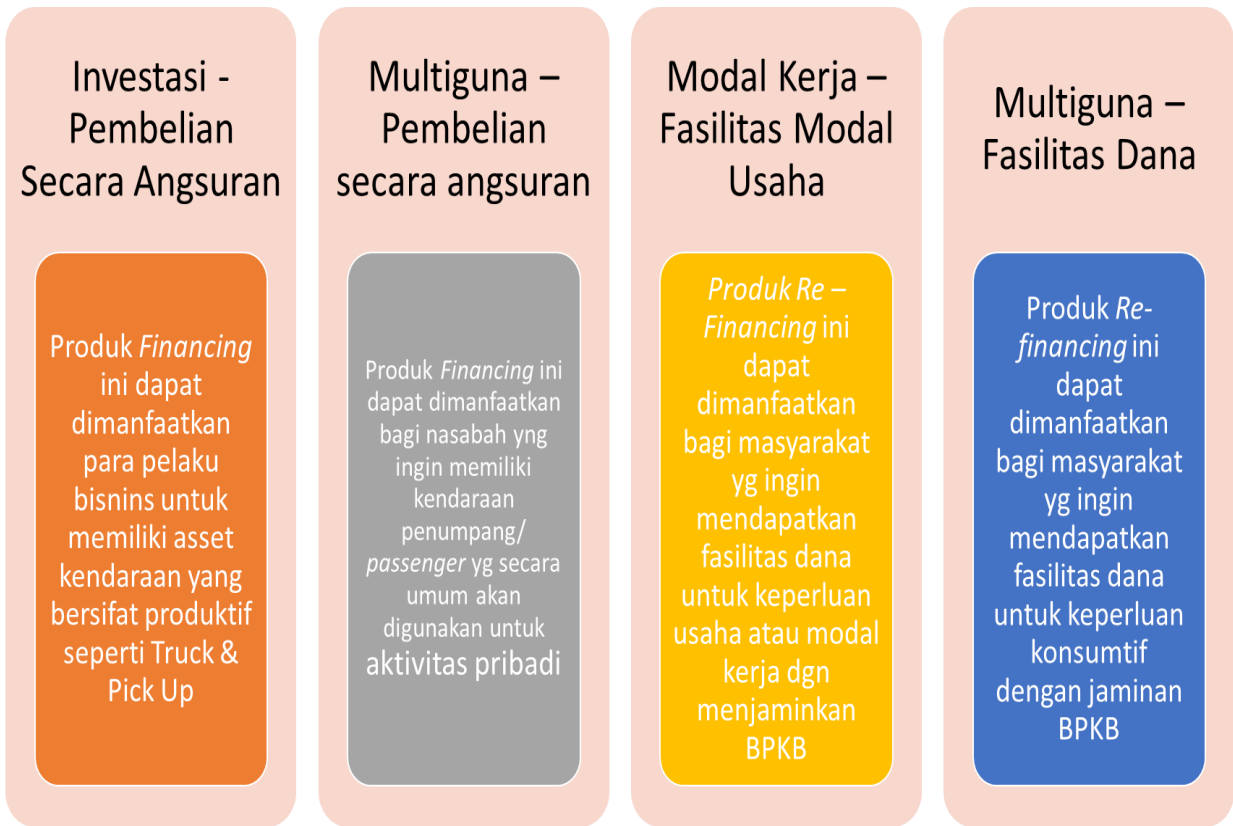 Investasi -
Pembelian
Secara Angsuran
Produk Financing
ini dapat
dimanfaatkan
para pelaku
bisnins untuk
memiliki asset
kendaraan yang
bersifat produktif
seperti Truck &
Pick Up
Multiguna –
Pembelian
secara angsuran
Produk Financing ini
dapat dimanfaatkan
bagi nasabah yng
ingin memiliki
kendaraan
penumpang/
passenger yg secara
umum akan
digunakan untuk
aktivitas pribadi
Modal Kerja –
Fasilitas Modal
Usaha
Produk Re –
Financing ini
dapat
dimanfaatkan
bagi masyarakat
yg ingin
mendapatkan
fasilitas dana
untuk keperluan
usaha atau modal
kerja dgn
menjaminkan
BPKB
Multiguna –
Fasilitas Dana
Produk Re-
financing ini
dapat
dimanfaatkan
bagi masyarakat
yg ingin
mendapatkan
fasilitas dana
untuk keperluan
konsumtif
dengan jaminan
BPKB